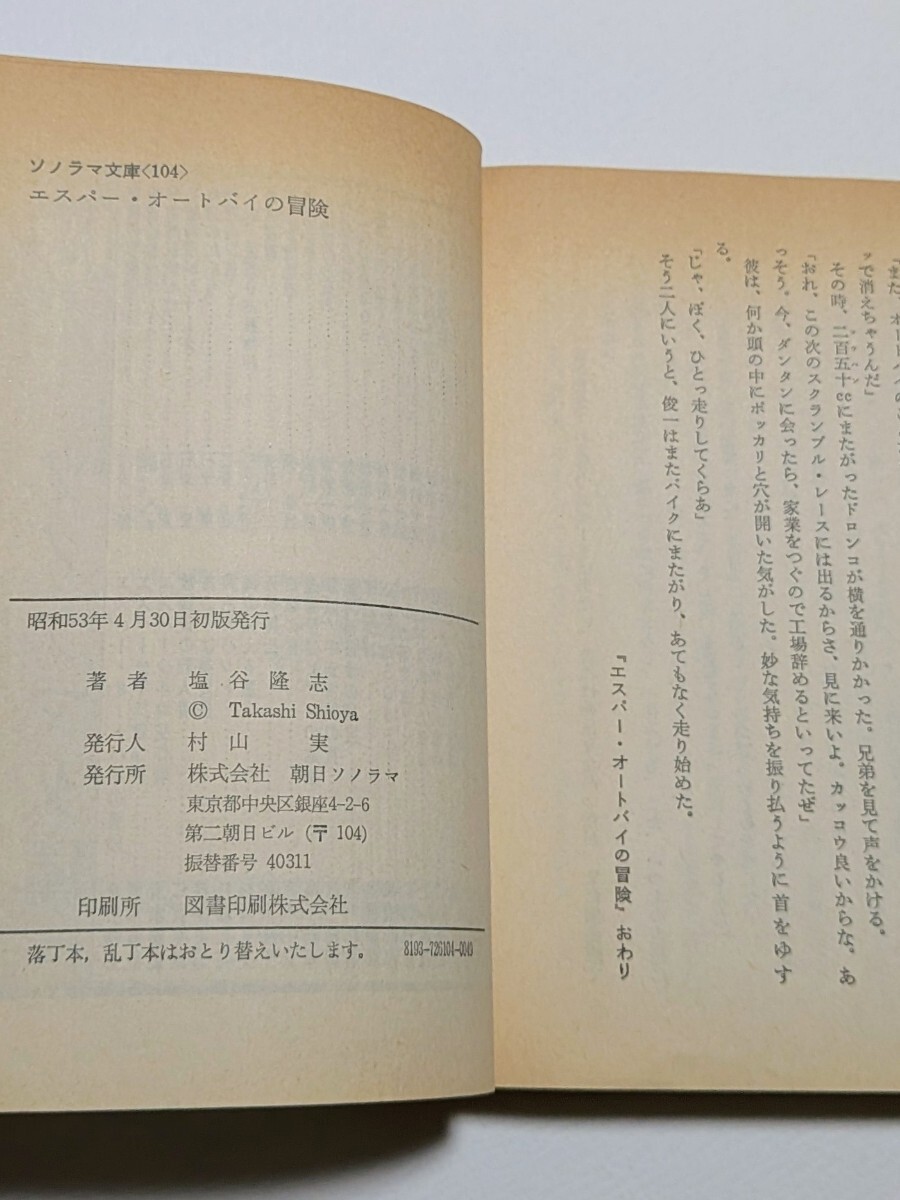 ソノラマ文庫〈104〉
エスパー・オートバイの冒険
昭和53年4月30日初版発行
著者 塩谷隆志
© Takashi Shioya
発行人 村山 実
発行所 株式会社 朝日ソノラマ
東京都中央区銀座4-2-6
第二朝日ビル (〒104)
振替番号 40311
印刷所 図書印刷株式会社
落丁本,乱丁本はおとり替えいたします。 8193-726104-0049
ッで消えちゃうんだ」
その時、二百五十ccにまたがったドロンコが横を通りかかった。兄弟を見て声をかける。
「おれ、この次のスクランブル・レースには出るからさ、見に来いよ。カッコウ良いからな。あ
っそう。今、ダンタンに会ったら、家業をつぐので工場辞めるといってたぜ」
彼は、何か頭の中にポッカリと穴が開いた気がした。妙な気持ちを振り払うように首をゆす
る。
「じゃ、ぼく、ひとっ走りしてくらあ」
そう二人にいうと、俊一はまたバイクにまたがり、あてもなく走り始めた。
『エスパー・オートバイの冒険』おわり